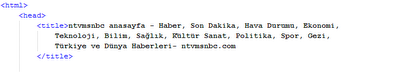 <html>
<head>
<title>ntvmsnbc anasayfa - Haber, Son Dakika, Hava Durumu, Ekonomi,
Teknoloji, Bilim, Sağlık, Kültür Sanat, Politika, Spor, Gezi,
Türkiye ve Dünya Haberleri- ntvmsnbc.com
</title>